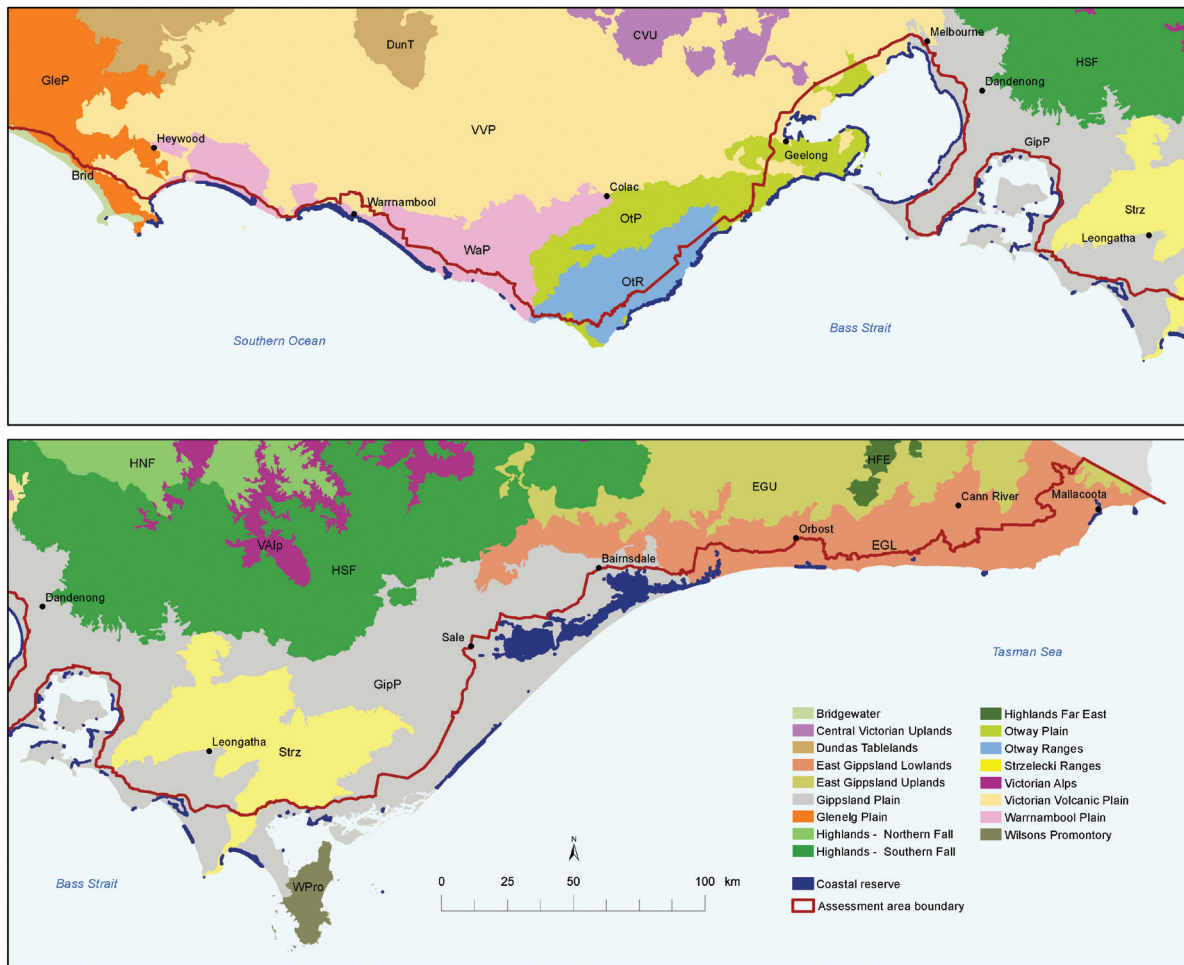 CVU
Melbourne
DunT
GleP
HSF
Dandenong
VVP
Heywood
GipP
Geelong
Brid
Colac
Strz
Warrnambool
OtP
Leongatha
WaP
OtR
Southern Ocean
Bass Strait
HNF
HFE
EGU
Cann River
Mallacoota
VAlp
Orbost
EGL
HSF
Bairnsdale
Dandenong
Sale
Tasman Sea
GipP
Leongatha
Strz
Bridgewater
Central Victorian Uplands
Dundas Tablelands
East Gippsland Lowlands
East Gippsland Uplands
Gippsland Plain
Glenelg Plain
Highlands - Northern Fall
Highlands - Southern Fall
Highlands Far East
Otway Plain
Otway Ranges
Strzelecki Ranges
Victorian Alps
Victorian Volcanic Plain
Warrnambool Plain
Wilsons Promontory
N
Bass Strait
WPro
0 25 50 100 km
Coastal reserve
Assessment area boundary